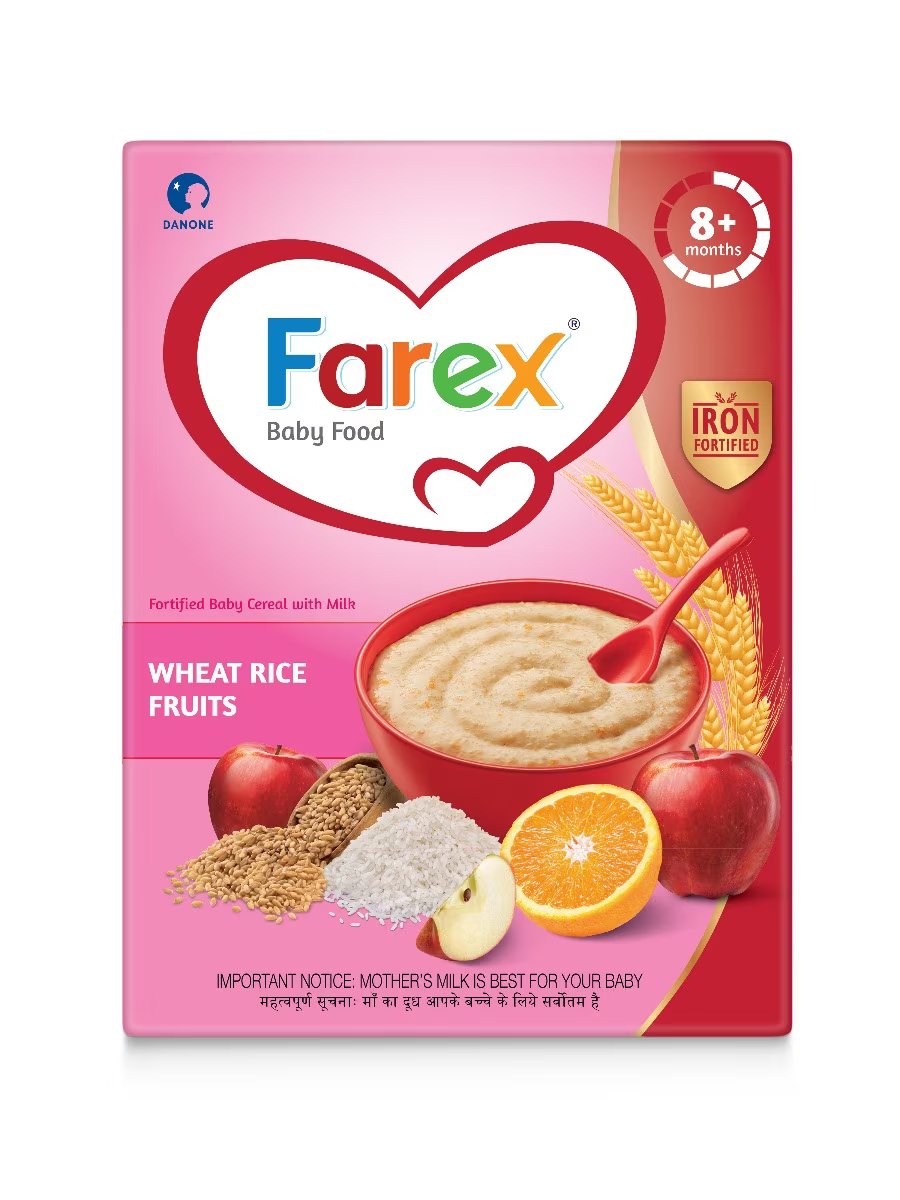 DANONE
8+
months
Farex®
Baby Food
IRON
FORTIFIED
Fortified Baby Cereal with Milk
WHEAT RICE
FRUITS
IMPORTANT NOTICE: MOTHER'S MILK IS BEST FOR YOUR BABY
महत्वपूर्ण सूचनाः माँ का दूध आपके बच्चे के लिये सर्वोतम है